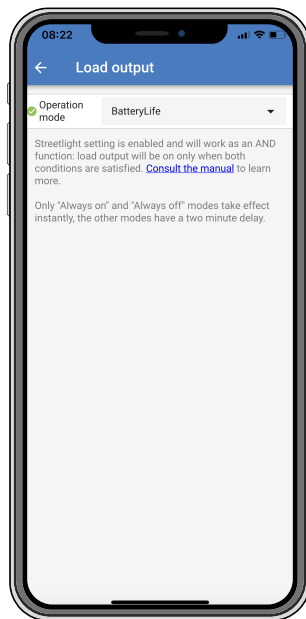 08:22
Load output
Operation
mode
BatteryLife
Streetlight setting is enabled and will work as an AND
function: load output will be on only when both
conditions are satisfied. Consult the manual to learn
more.
Only "Always on" and "Always off" modes take effect
instantly, the other modes have a two minute delay.